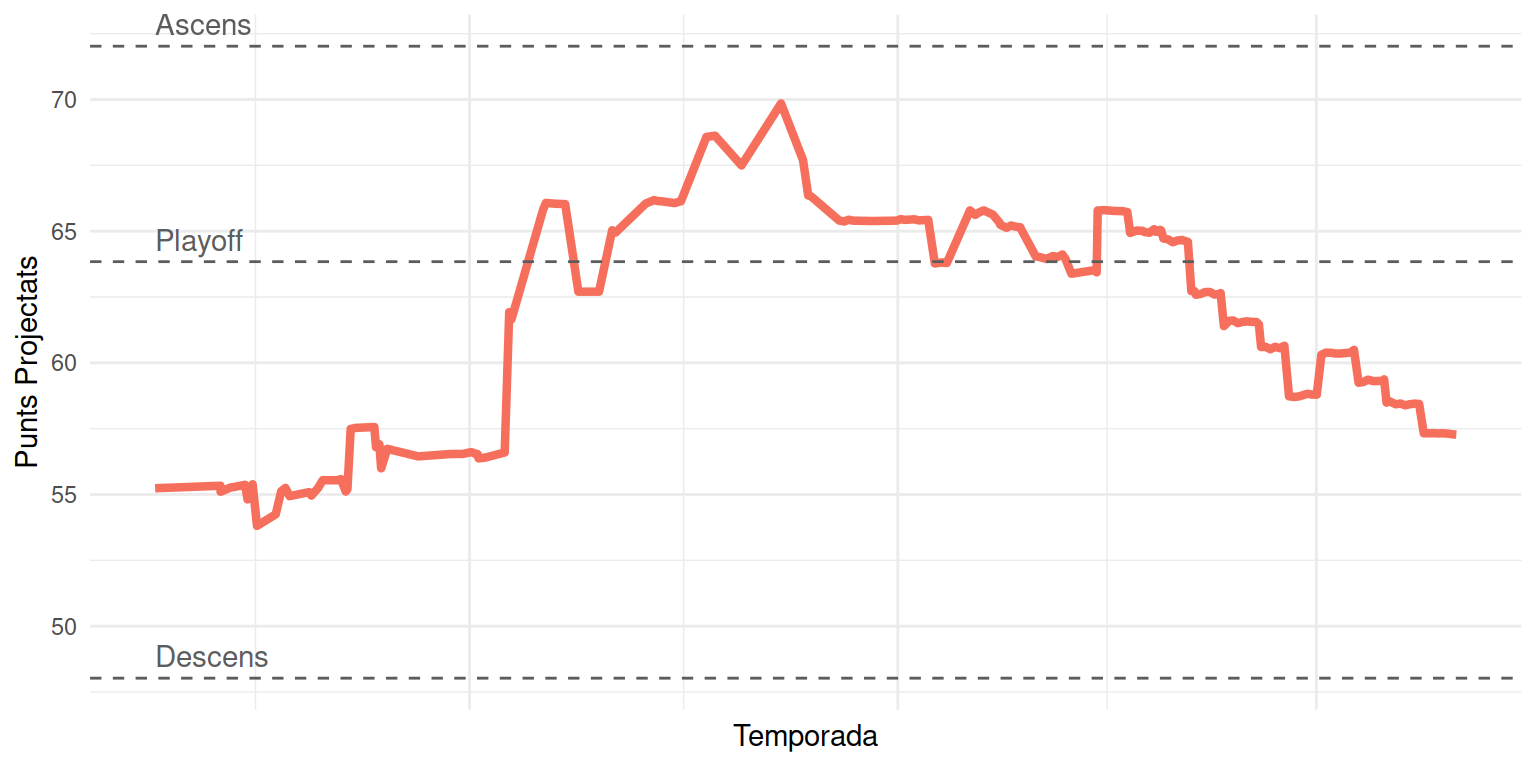 Ascens
70
65
Playoff
60
55
50
Descens
Punts Projectats
Temporada